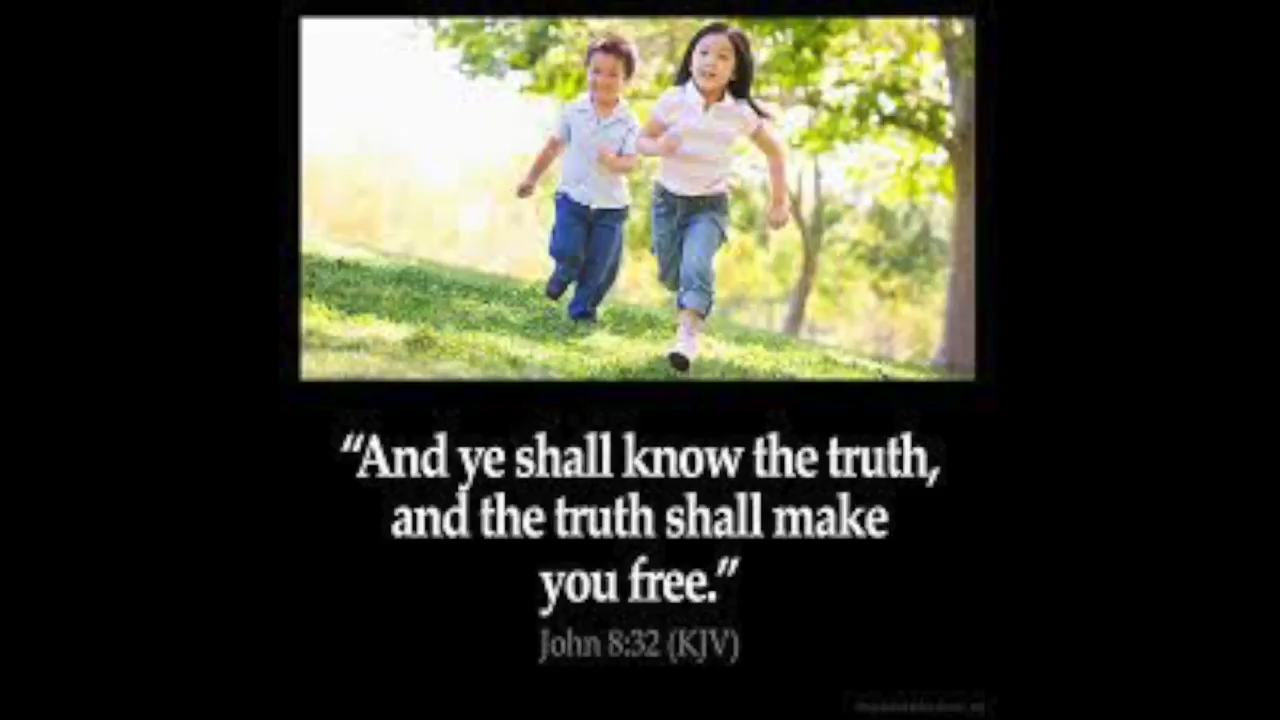 “And ye shall know the truth,
and the truth shall make
you free.”
John 8:32 (KJV)